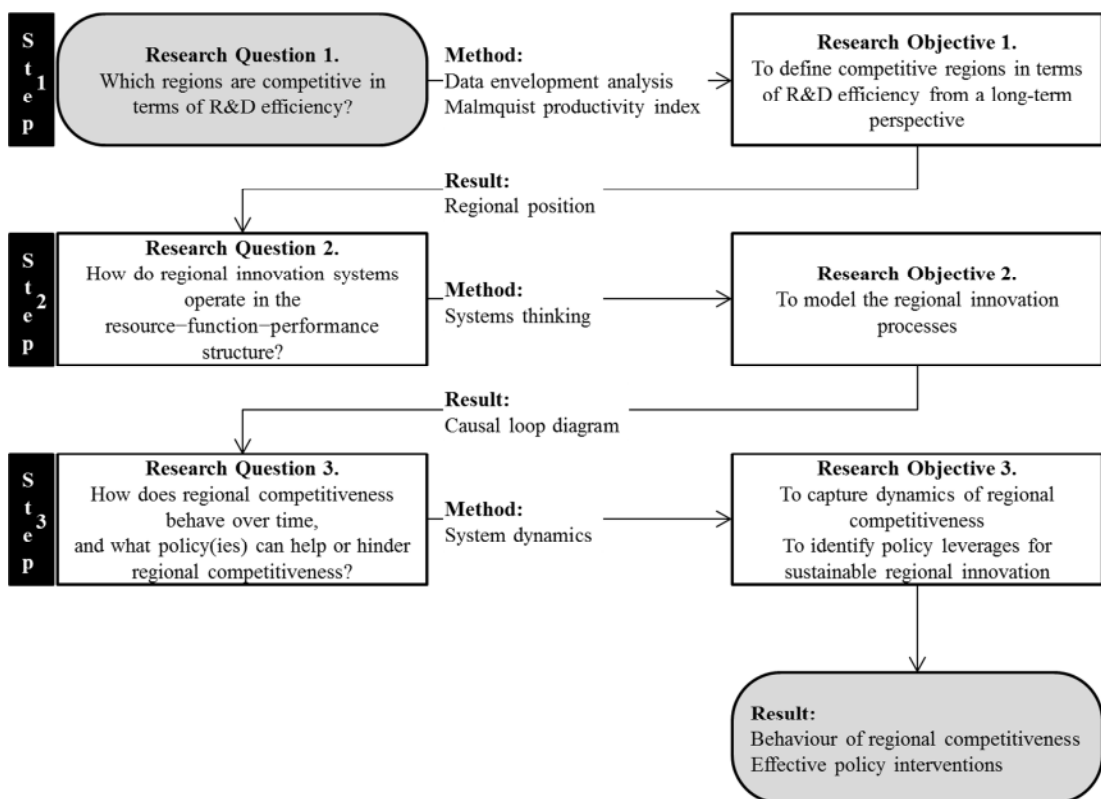 Step 1
Research Question 1.
Which regions are competitive in
terms of R&D efficiency?
Method:
Data envelopment analysis
Malmquist productivity index
Research Objective 1.
To define competitive regions in terms
of R&D efficiency from a long-term
perspective
Result:
Regional position
Step 2
Research Question 2.
How do regional innovation systems
operate in the
resource−function−performance
structure?
Method:
Systems thinking
Research Objective 2.
To model the regional innovation
processes
Result:
Causal loop diagram
Step 3
Research Question 3.
How does regional competitiveness
behave over time,
and what policy(ies) can help or hinder
regional competitiveness?
Method:
System dynamics
Research Objective 3.
To capture dynamics of regional
competitiveness
To identify policy leverages for
sustainable regional innovation
Result:
Behaviour of regional competitiveness
Effective policy interventions